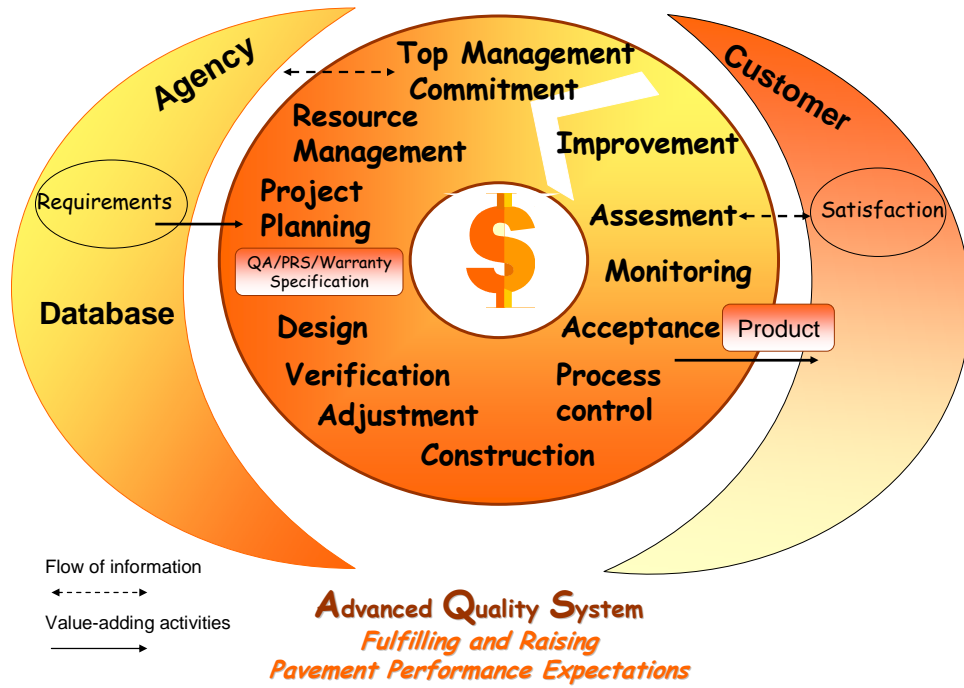 Agency
Requirements
Database
Top Management
Commitment
Resource
Management
Project
Planning
QA/PRS/Warranty
Specification
Design
Verification
Adjustment
Construction
Process
control
Acceptance
Product
Monitoring
Assesment
Improvement
$
Customer
Satisfaction
Flow of information
Value-adding activities
Advanced Quality System
Fulfilling and Raising
Pavement Performance Expectations